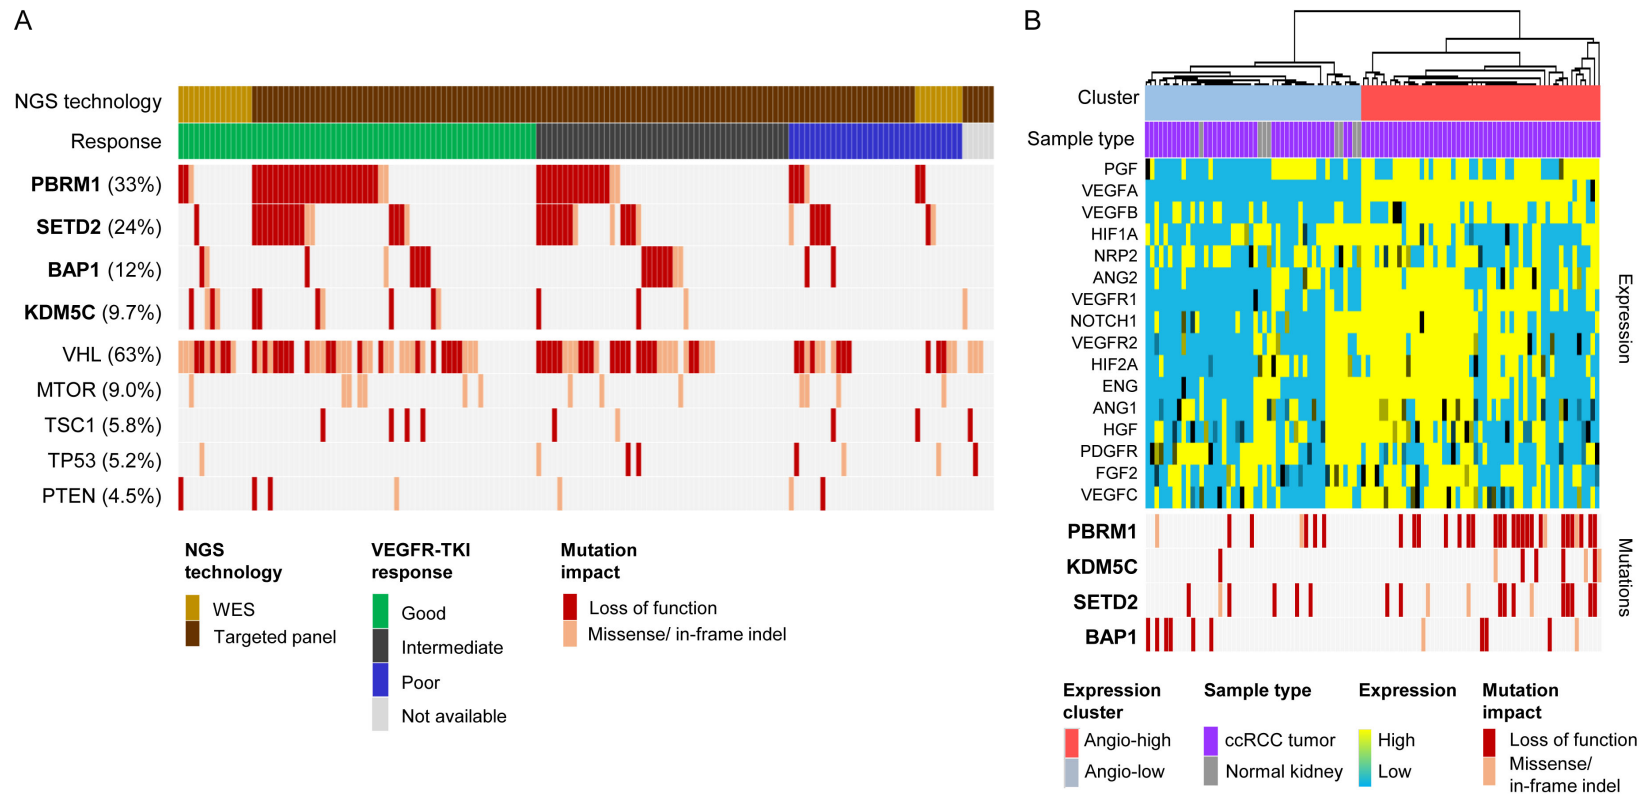 A
NGS technology
Response
PBRM1 (33%)
SETD2 (24%)
BAP1 (12%)
KDM5C (9.7%)
VHL (63%)
MTOR (9.0%)
TSC1 (5.8%)
TP53 (5.2%)
PTEN (4.5%)
NGS
technology
WES
Targeted panel
VEGFR-TKI
response
Good
Intermediate
Poor
Not available
Mutation
impact
Loss of function
Missense/ in-frame indel
B
Cluster
Sample type
PGF
VEGFA
VEGFB
HIF1A
NRP2
ANG2
VEGFR1
NOTCH1
VEGFR2
HIF2A
ENG
ANG1
HGF
PDGFR
FGF2
VEGFC
Expression
PBRM1
KDM5C
SETD2
BAP1
Mutations
Expression
cluster
Angio-high
Angio-low
Sample type
ccRCC tumor
Normal kidney
Expression
High
Low
Mutation
impact
Loss of function
Missense/
in-frame indel